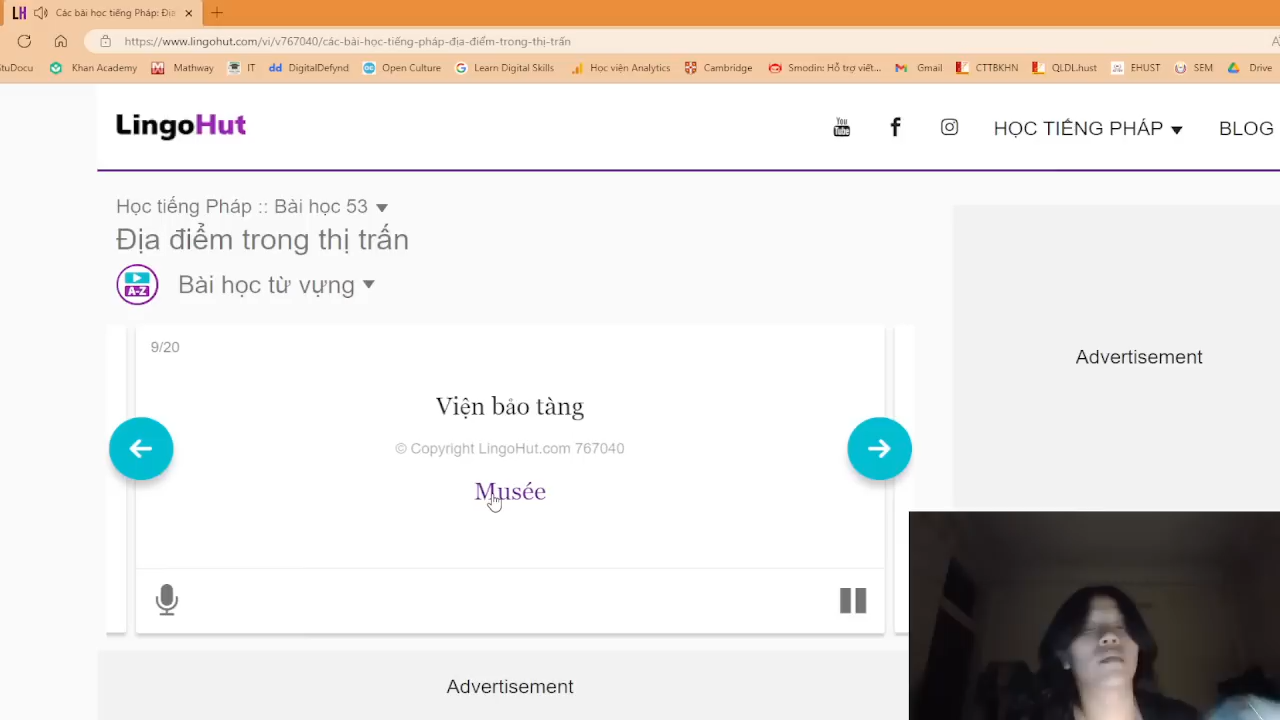 LH Các bài học tiếng Pháp: Địa
https://www.lingohut.com/vi/v767040/các-bài-học-tiếng-pháp-địa-điểm-trong-thị-trấn
StuDocu Khan Academy Mathway IT DigitalDefynd Open Culture Learn Digital Skills Học viện Analytics Cambridge Smodin: Hỗ trợ viết... Gmail CTTBKHN QLDL.hust EHUST SEM Drive
LingoHut
You Tube
HỌC TIẾNG PHÁP
BLOG
Học tiếng Pháp :: Bài học 53
Địa điểm trong thị trấn
A-Z
Bài học từ vựng
9/20
Viện bảo tàng
© Copyright LingoHut.com 767040
Musée
Advertisement
Advertisement